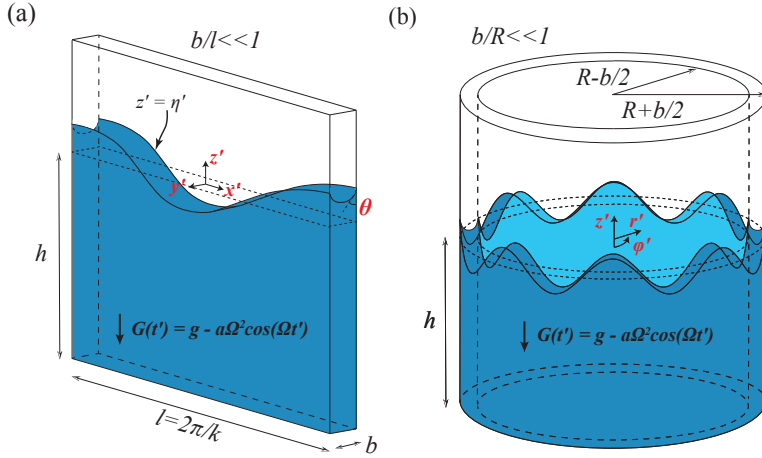 (a)
b/l<<1
z' = η'
z'
y'
x'
θ
h
G(t') = g - aΩ²cos(Ωt')
l=2π/k
b
(b)
b/R<<1
R-b/2
R+b/2
z'
r'
φ'
h
G(t') = g - aΩ²cos(Ωt')